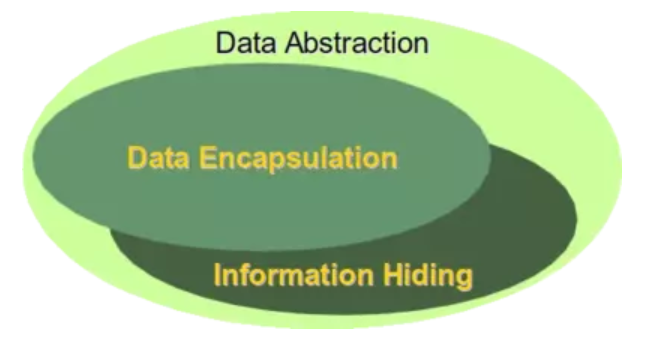 Data Abstraction
Data Encapsulation
Information Hiding